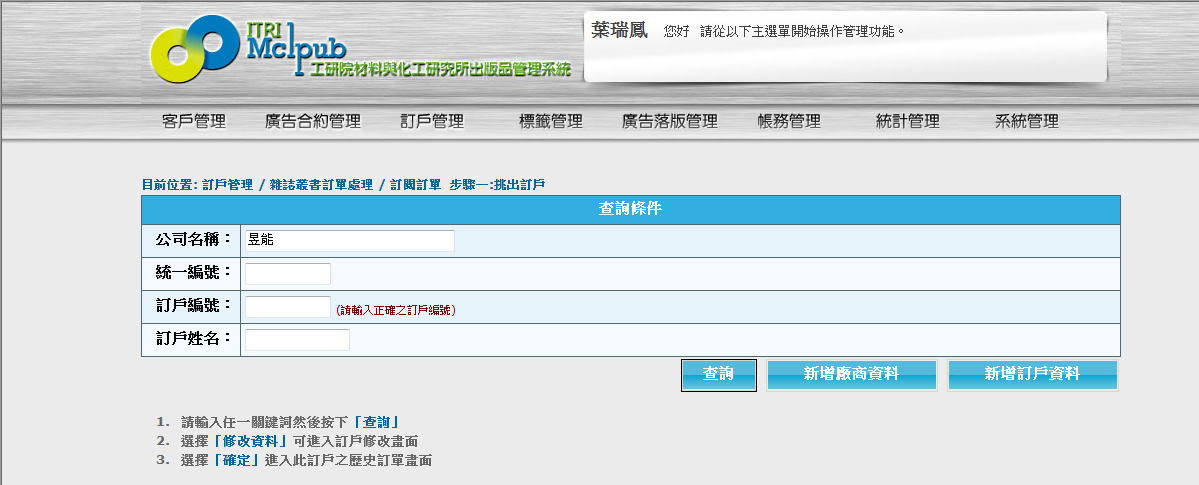 ITRI
Mclpub
工研院材料與化工研究所出版品管理系統
葉瑞鳳 您好 請從以下主選單開始操作管理功能。
客戶管理 廣告合約管理 訂戶管理 標籤管理 廣告落版管理 帳務管理 統計管理 系統管理
目前位置: 訂戶管理 / 雜誌叢書訂單處理 / 訂閱訂單 步驟一:挑出訂戶
查詢條件
公司名稱： 昱能
統一編號：
訂戶編號： (請輸入正確之訂戶編號)
訂戶姓名：
查詢 新增廠商資料 新增訂戶資料
1. 請輸入任一關鍵詞然後按下「查詢」
2. 選擇「修改資料」可進入訂戶修改畫面
3. 選擇「確定」進入此訂戶之歷史訂單畫面